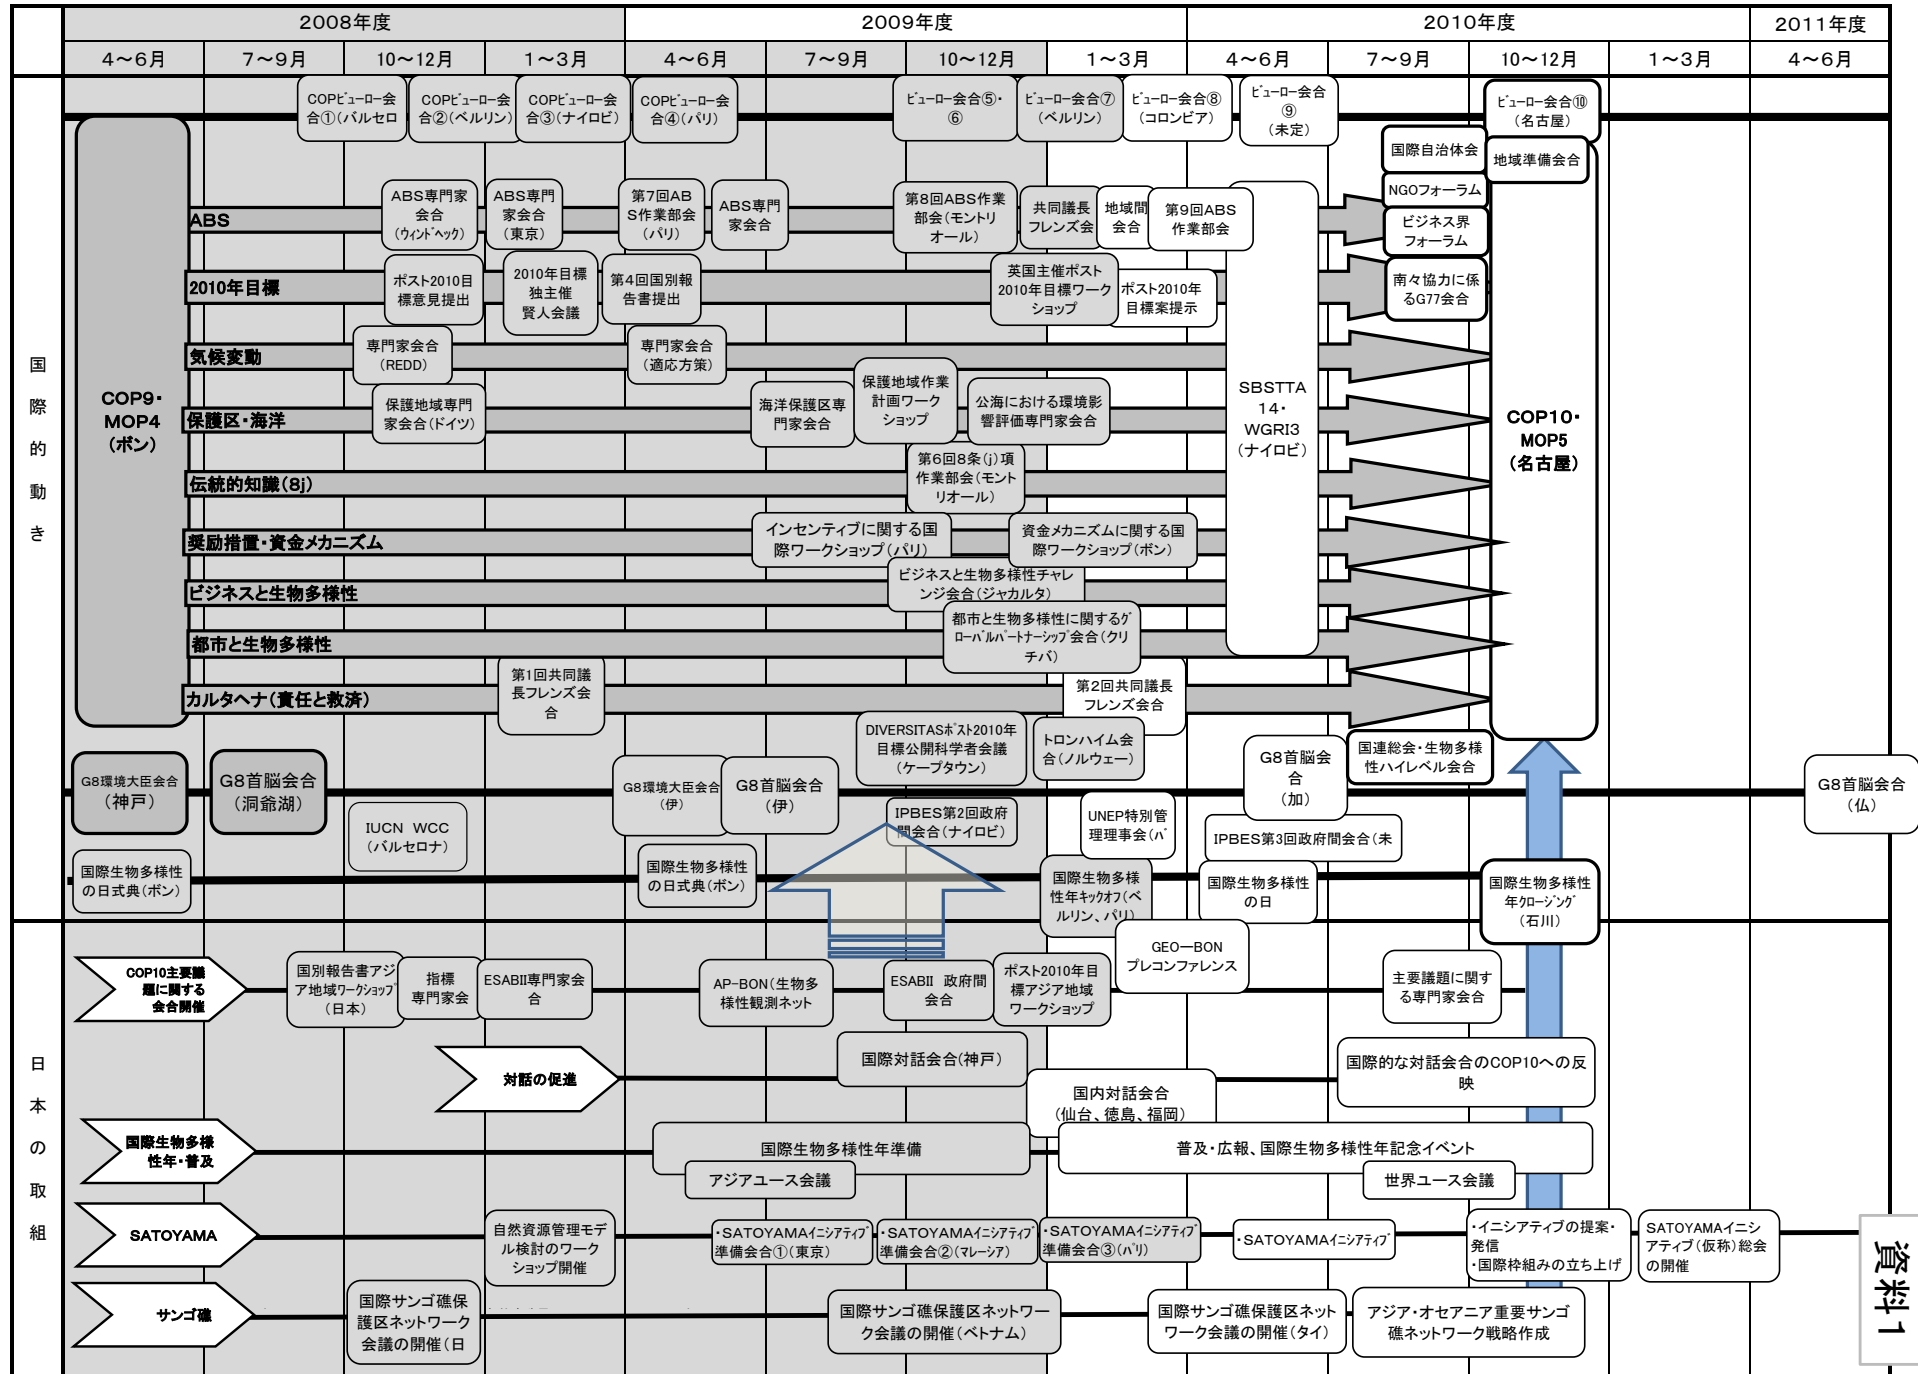 2008年度
2009年度
2010年度
2011年度
4～6月
7～9月
10～12月
1～3月
4～6月
7～9月
10～12月
1～3月
4～6月
7～9月
10～12月
1～3月
4～6月
国際的動き
COPﾋﾞｭｰﾛｰ会
合①(バルセロ
COPﾋﾞｭｰﾛｰ会
合②(ベルリン)
COPﾋﾞｭｰﾛｰ会
合③(ナイロビ)
COPﾋﾞｭｰﾛｰ会
合④(パリ)
ﾋﾞｭｰﾛｰ会合⑤・
⑥
ﾋﾞｭｰﾛｰ会合⑦
(ベルリン)
ﾋﾞｭｰﾛｰ会合⑧
(コロンビア)
ﾋﾞｭｰﾛｰ会合
⑨
(未定)
ﾋﾞｭｰﾛｰ会合⑩
(名古屋)
COP9・
MOP4
(ボン)
国際自治体会
地域準備会合
NGOフォーラム
ビジネス界
フォーラム
南々協力に係
るG77会合
ABS
ABS専門家
会合
(ｳｨﾝﾄﾞﾍｯｸ)
ABS専門
家会合
(東京)
第7回AB
S作業部会
(パリ)
ABS専門
家会合
第8回ABS作業
部会(モントリ
オール)
共同議長
フレンズ会
地域間
会合
第9回ABS
作業部会
2010年目標
ポスト2010目
標意見提出
2010年目標
独主催
賢人会議
第4回国別報
告書提出
英国主催ポスト
2010年目標ワーク
ショップ
ポスト2010年
目標案提示
気候変動
専門家会合
(REDD)
専門家会合
(適応方策)
保護区・海洋
保護地域専門
家会合(ドイツ)
海洋保護区専
門家会合
保護地域作業
計画ワーク
ショップ
公海における環境影
響評価専門家会合
SBSTTA
14・
WGRI3
(ナイロビ)
COP10・
MOP5
(名古屋)
伝統的知識(8j)
第6回8条(j)項
作業部会(モント
リオール)
奨励措置・資金メカニズム
インセンティブに関する国
際ワークショップ(パリ)
資金メカニズムに関する国
際ワークショップ(ボン)
ビジネスと生物多様性
ビジネスと生物多様性チャレ
ンジ会合(ジャカルタ)
都市と生物多様性
都市と生物多様性に関するｸﾞ
ﾛｰﾊﾞﾙﾊﾟｰﾄﾅｰｼｯﾌﾟ会合(クリ
チバ)
カルタヘナ(責任と救済)
第1回共同議
長フレンズ会
合
第2回共同議長
フレンズ会合
DIVERSITASﾎﾟｽﾄ2010年
目標公開科学者会議
(ケープタウン)
トロンハイム会
合(ノルウェー)
国連総会・生物多様
性ハイレベル会合
G8環境大臣会合
(神戸)
G8首脳会合
(洞爺湖)
G8環境大臣会合
(伊)
G8首脳会合
(伊)
G8首脳会
合
(加)
G8首脳会合
(仏)
IUCN WCC
(バルセロナ)
IPBES第2回政府
間会合(ナイロビ)
UNEP特別管
理理事会(ﾊﾞ
IPBES第3回政府間会合(未
国際生物多様性
の日式典(ボン)
国際生物多様性
の日式典(ボン)
国際生物多様
性年ｷｯｸｵﾌ(ベ
ルリン、パリ)
国際生物多様性
の日
国際生物多様性
年ｸﾛｰｼﾞﾝｸﾞ
(石川)
日本の取組
COP10主要議
題に関する
会合開催
国別報告書アジ
ア地域ﾜｰｸｼｮｯﾌﾟ
(日本)
指標
専門家会
ESABII専門家会
合
AP-BON(生物多
様性観測ネット
ESABII 政府間
会合
ポスト2010年目
標アジア地域
ワークショップ
GEO―BON
プレコンファレンス
主要議題に関す
る専門家会合
対話の促進
国際対話会合(神戸)
国内対話会合
(仙台、徳島、福岡)
国際的な対話会合のCOP10への反
映
国際生物多様
性年・普及
国際生物多様性年準備
アジアユース会議
普及・広報、国際生物多様性年記念イベント
世界ユース会議
SATOYAMA
自然資源管理モデ
ル検討のワーク
ショップ開催
・SATOYAMAｲﾆｼｱﾃｨﾌﾞ
準備会合①(東京)
SATOYAMAｲﾆｼｱﾃｨﾌﾞ
準備会合②(ﾏﾚｰｼｱ)
・SATOYAMAｲﾆｼｱﾃｨﾌﾞ
準備会合③(ﾊﾟﾘ)
・SATOYAMAｲﾆｼｱﾃｨﾌﾞ
・イニシアティブの提案・
発信
・国際枠組みの立ち上げ
SATOYAMAイニシ
アティブ(仮称)総会
の開催
サンゴ礁
国際サンゴ礁保
護区ネットワーク
会議の開催(日
国際サンゴ礁保護区ネットワー
ク会議の開催(ベトナム)
国際サンゴ礁保護区ネット
ワーク会議の開催(タイ)
アジア・オセアニア重要サンゴ
礁ネットワーク戦略作成
資料1